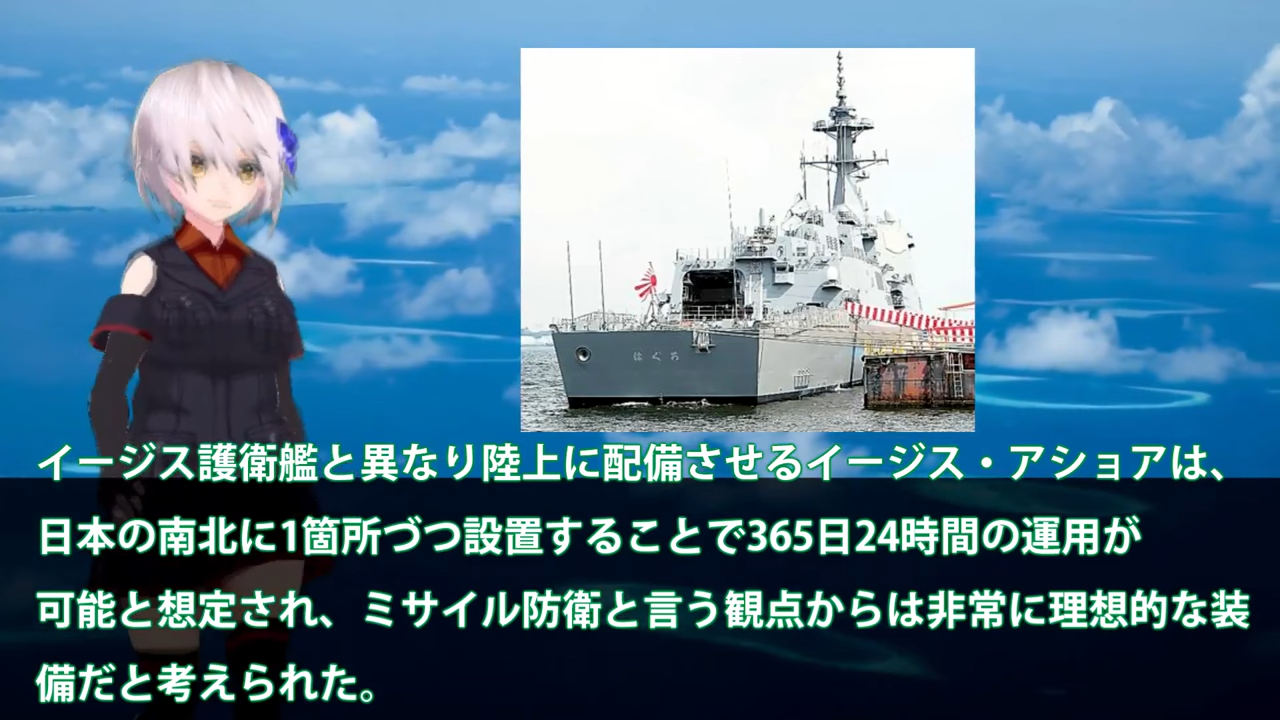 はぐろ
イージス護衛艦と異なり陸上に配備させるイージス・アショアは、
日本の南北に1箇所づつ設置することで365日24時間の運用が
可能と想定され、ミサイル防衛と言う観点からは非常に理想的な装
備だと考えられた。